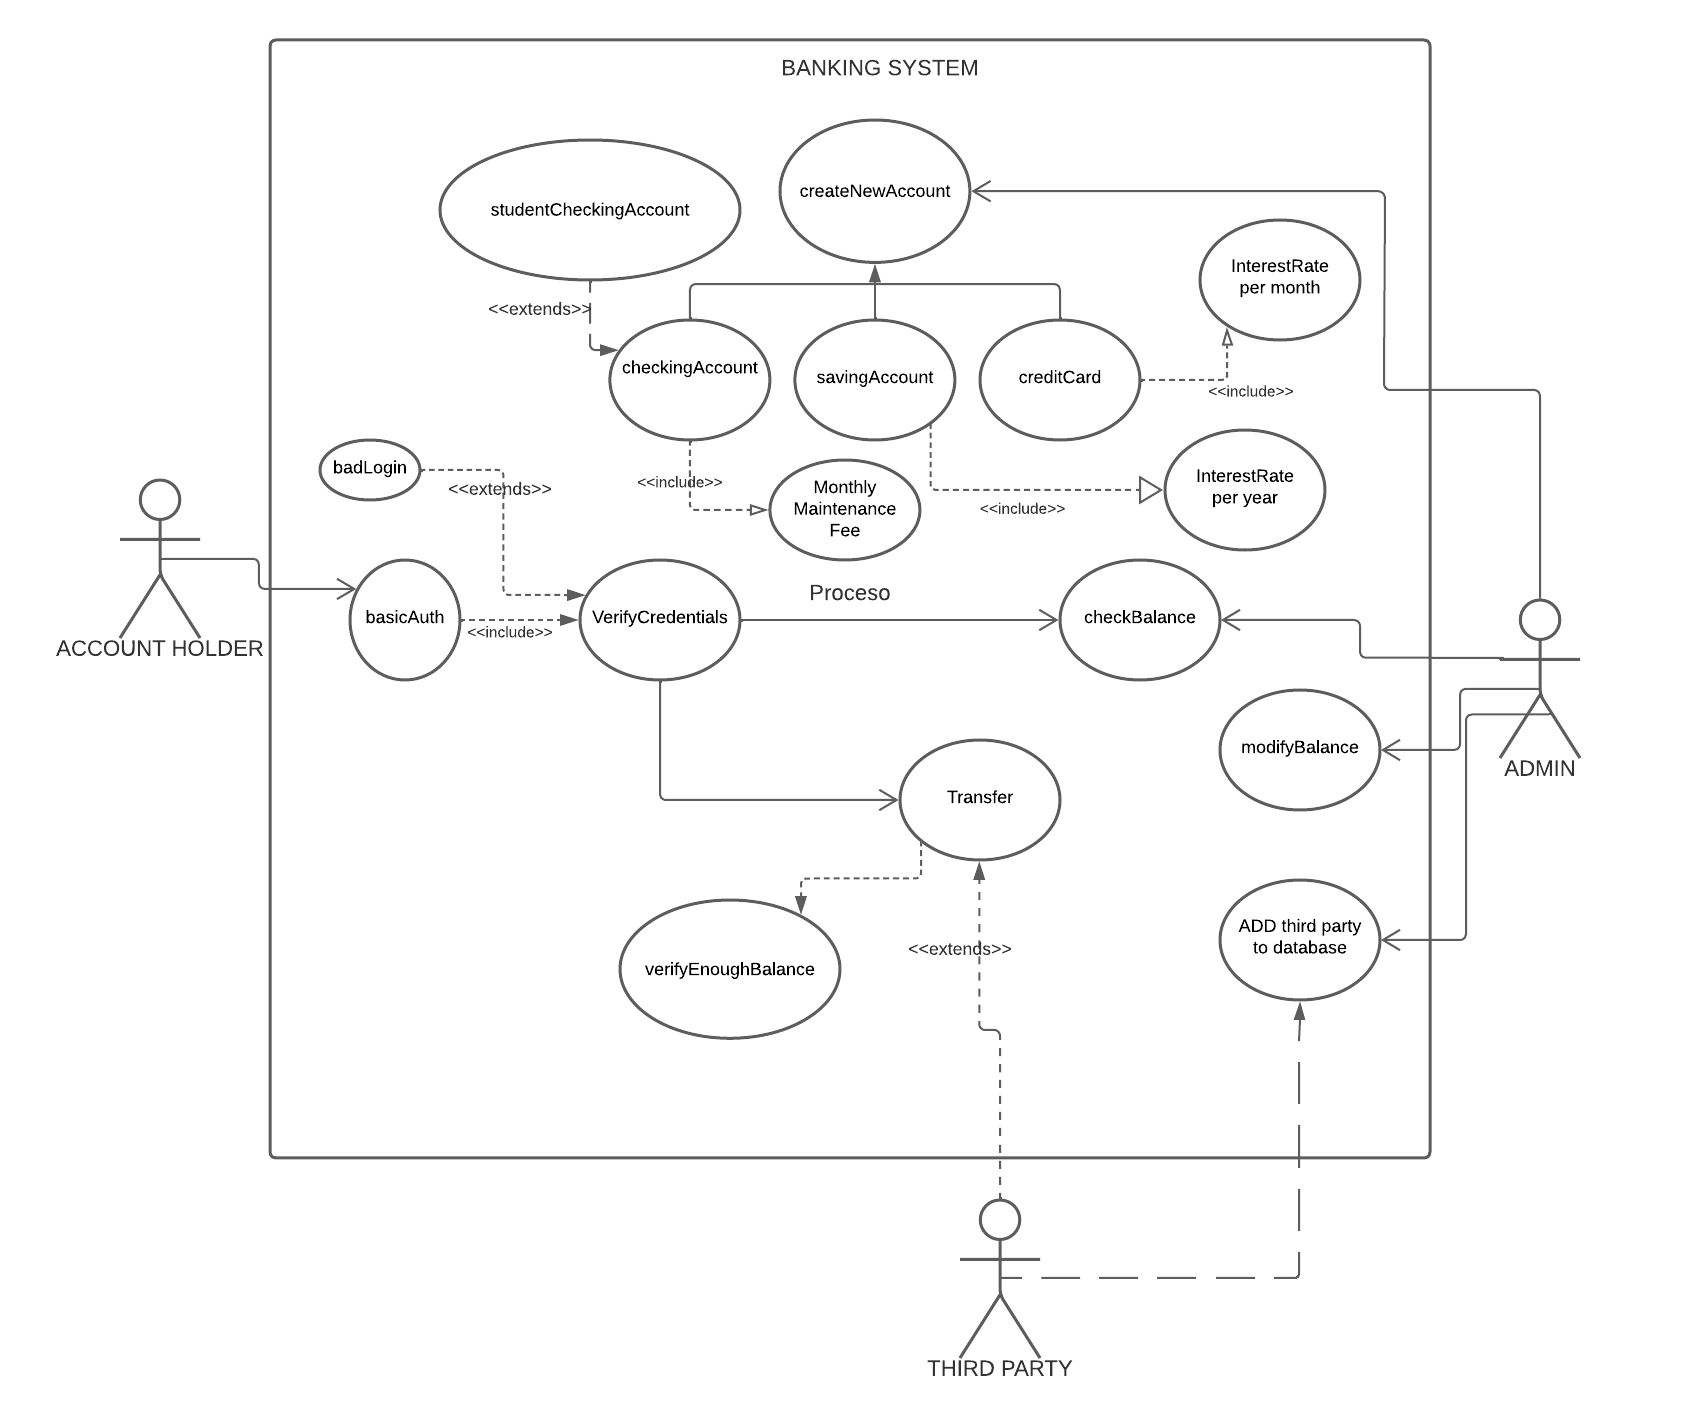 BANKING SYSTEM
createNewAccount
studentCheckingAccount
InterestRate
per month
<<extends>>
checkingAccount
savingAccount
creditCard
<<include>>
badLogin
<<extends>>
<<include>>
Monthly
Maintenance
Fee
<<include>>
InterestRate
per year
ACCOUNT HOLDER
basicAuth
<<include>>
VerifyCredentials
Proceso
checkBalance
modifyBalance
ADMIN
Transfer
verifyEnoughBalance
<<extends>>
ADD third party
to database
THIRD PARTY